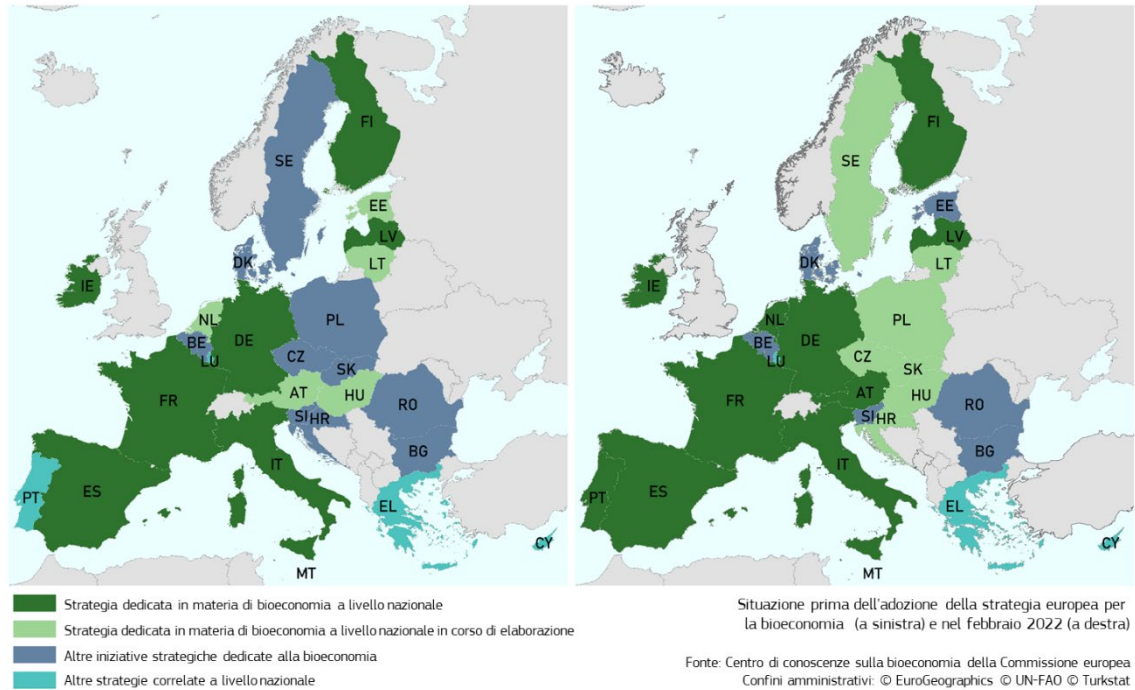 FI
SE
EE
LV
LT
DK
IE
NL
BE
LU
DE
PL
CZ
SK
AT
HU
FR
SI
HR
RO
BG
IT
PT
ES
EL
CY
MT
FI
SE
EE
LV
LT
DK
IE
NL
BE
LU
DE
PL
CZ
SK
AT
HU
FR
SI
HR
RO
BG
IT
PT
ES
EL
CY
MT
Strategia dedicata in materia di bioeconomia a livello nazionale
Strategia dedicata in materia di bioeconomia a livello nazionale in corso di elaborazione
Altre iniziative strategiche dedicate alla bioeconomia
Altre strategie correlate a livello nazionale
Situazione prima dell'adozione della strategia europea per
la bioeconomia (a sinistra) e nel febbraio 2022 (a destra)
Fonte: Centro di conoscenze sulla bioeconomia della Commissione europea
Confini amministrativi: © EuroGeographics © UN-FAO © Turkstat